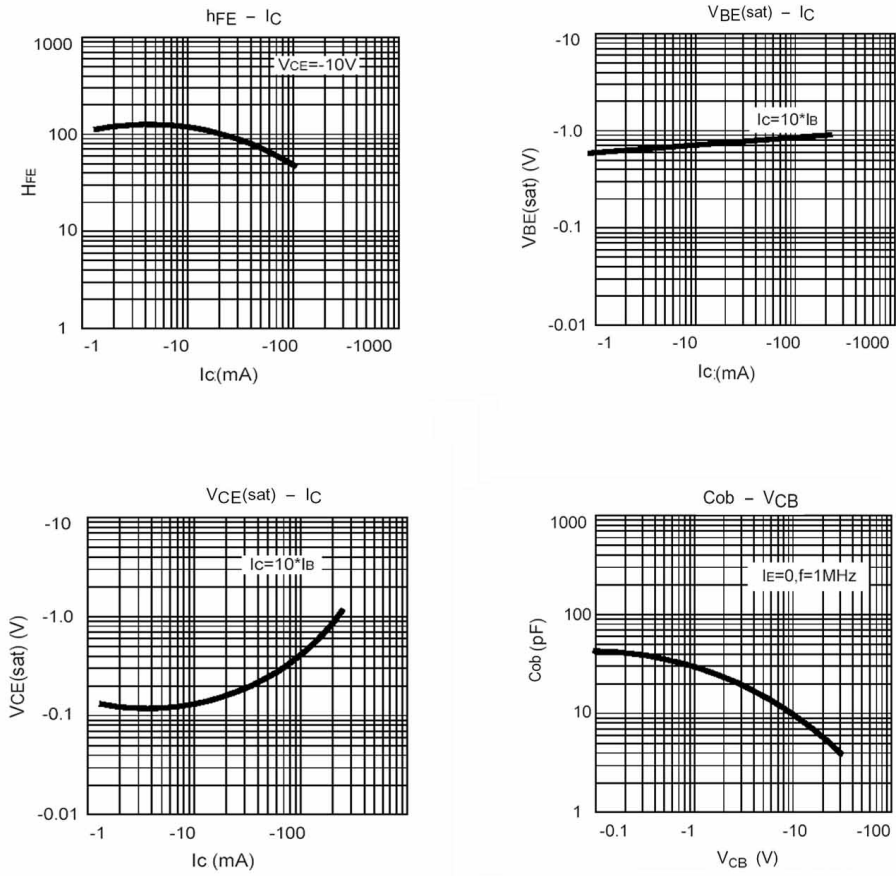 hFE – IC
1000
100
10
1
HFE
VCE=-10V
-1 -10 -100 -1000
Ic:(mA)
VBE(sat) – IC
-10
-1.0
-0.1
-0.01
VBE(sat) (V)
Ic=10*IB
-1 -10 -100 -1000
Ic:(mA)
VCE(sat) – IC
-10
-1.0
-0.1
-0.01
VCE(sat) (V)
Ic=10*IB
-1 -10 -100
Ic (mA)
Cob – VCB
1000
100
10
1
Cob (pF)
IE=0,f=1MHz
-0.1 -1 -10 -100
VCB (V)